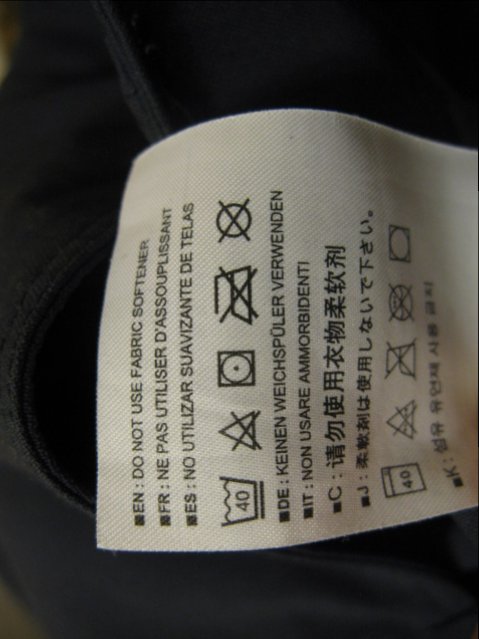 ■EN : DO NOT USE FABRIC SOFTENER
■FR : NE PAS UTILISER D'ASSOUPLISSANT
■ES : NO UTILIZAR SUAVIZANTE DE TELAS
40
■DE : KEINEN WEICHSPÜLER VERWENDEN
■IT : NON USARE AMMORBIDENTI
■C : 请勿使用衣物柔软剂
■J : 柔軟剤は使用しないで下さい。
40
■K : 섬유 유연제 사용 금지